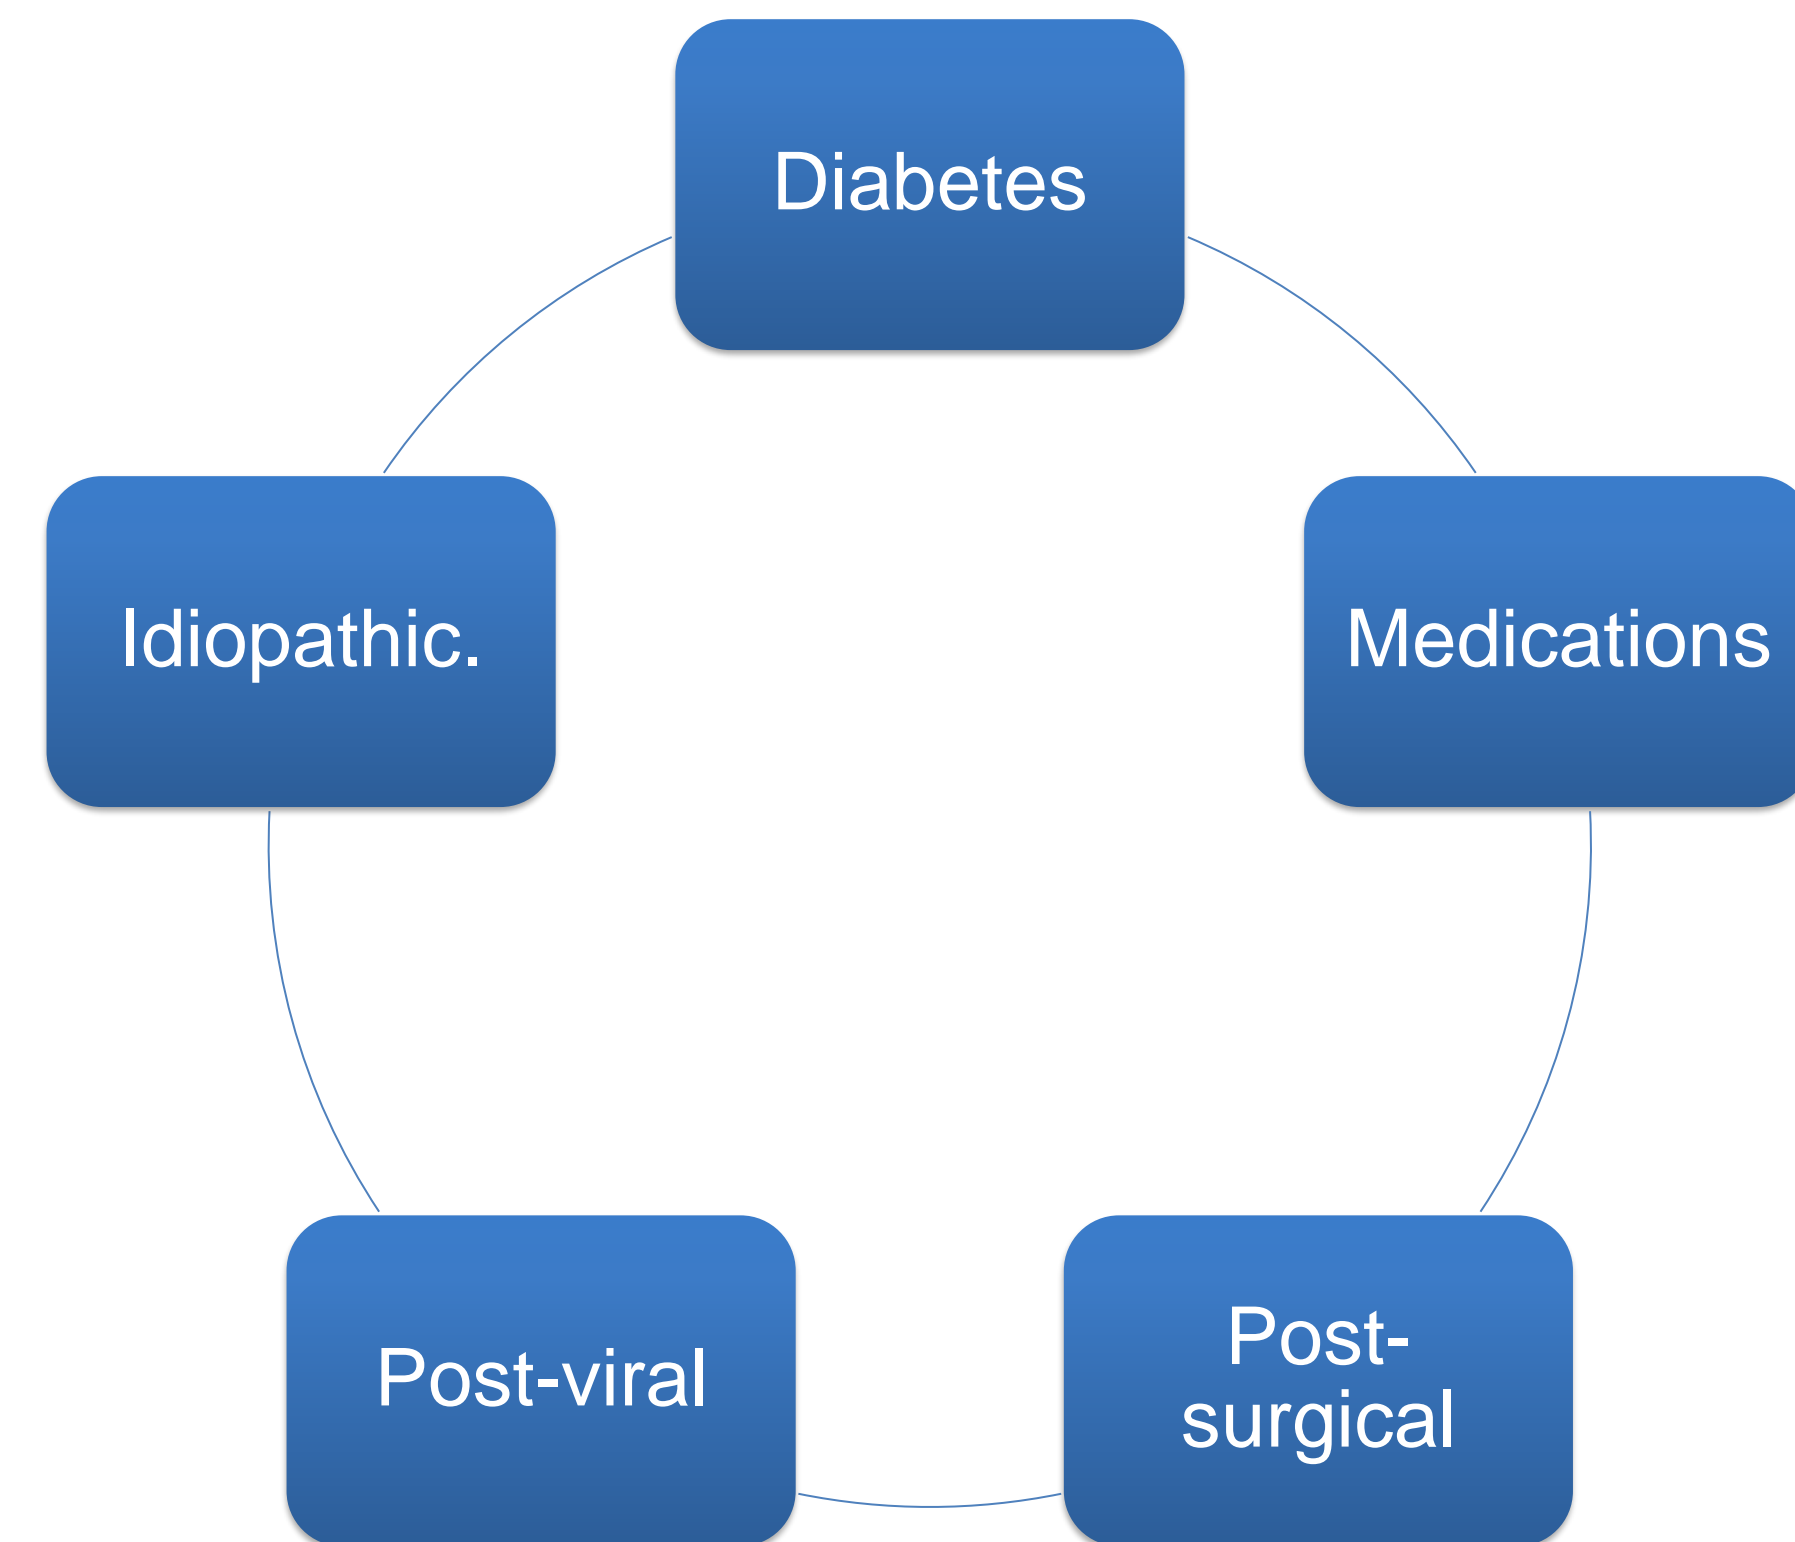 Diabetes
Idiopathic.
Medications
Post-viral
Post-
surgical